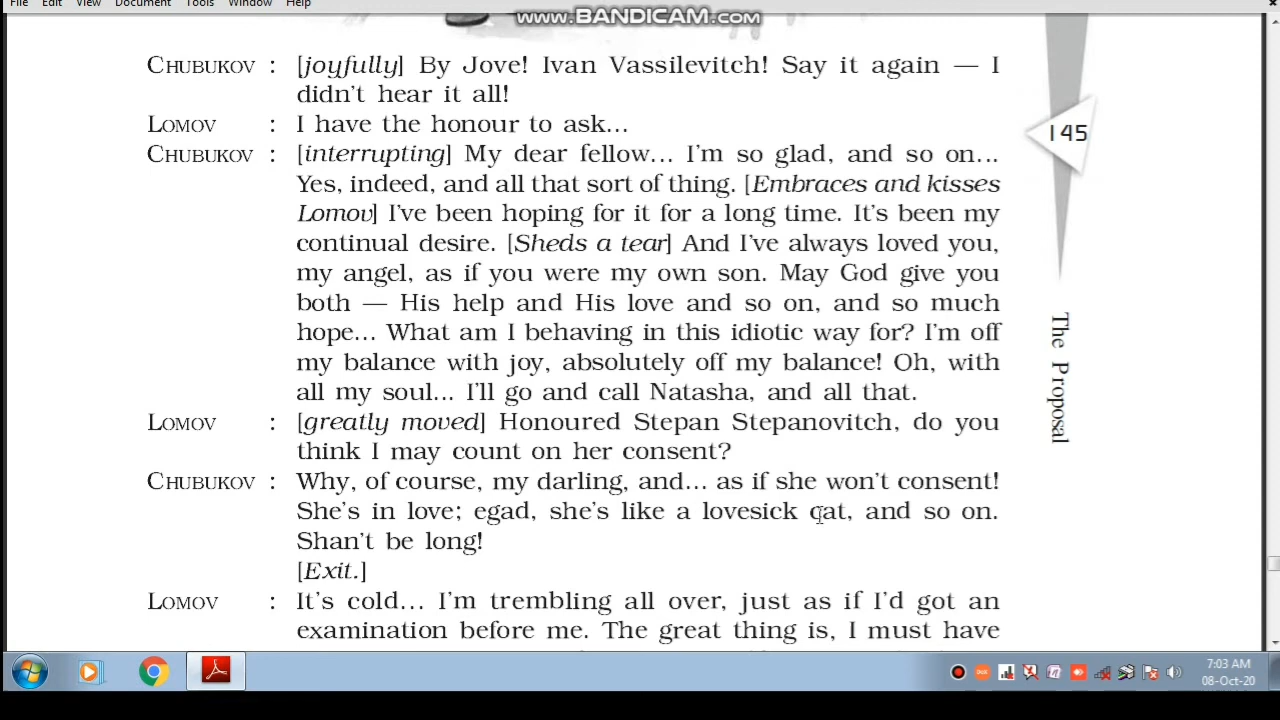 File Edit View Document Tools Window Help
www.BANDICAM.com
CHUBUKOV : [joyfully] By Jove! Ivan Vassilevitch! Say it again — I
didn't hear it all!
LOMOV : I have the honour to ask...
CHUBUKOV : [interrupting] My dear fellow... I'm so glad, and so on...
Yes, indeed, and all that sort of thing. [Embraces and kisses
Lomov] I've been hoping for it for a long time. It's been my
continual desire. [Sheds a tear] And I've always loved you,
my angel, as if you were my own son. May God give you
both — His help and His love and so on, and so much
hope... What am I behaving in this idiotic way for? I'm off
my balance with joy, absolutely off my balance! Oh, with
all my soul... I'll go and call Natasha, and all that.
LOMOV : [greatly moved] Honoured Stepan Stepanovitch, do you
think I may count on her consent?
CHUBUKOV : Why, of course, my darling, and... as if she won't consent!
She's in love; egad, she's like a lovesick cat, and so on.
Shan't be long!
[Exit.]
LOMOV : It's cold... I'm trembling all over, just as if I'd got an
examination before me. The great thing is, I must have
145
The Proposal
7:03 AM
08-Oct-20